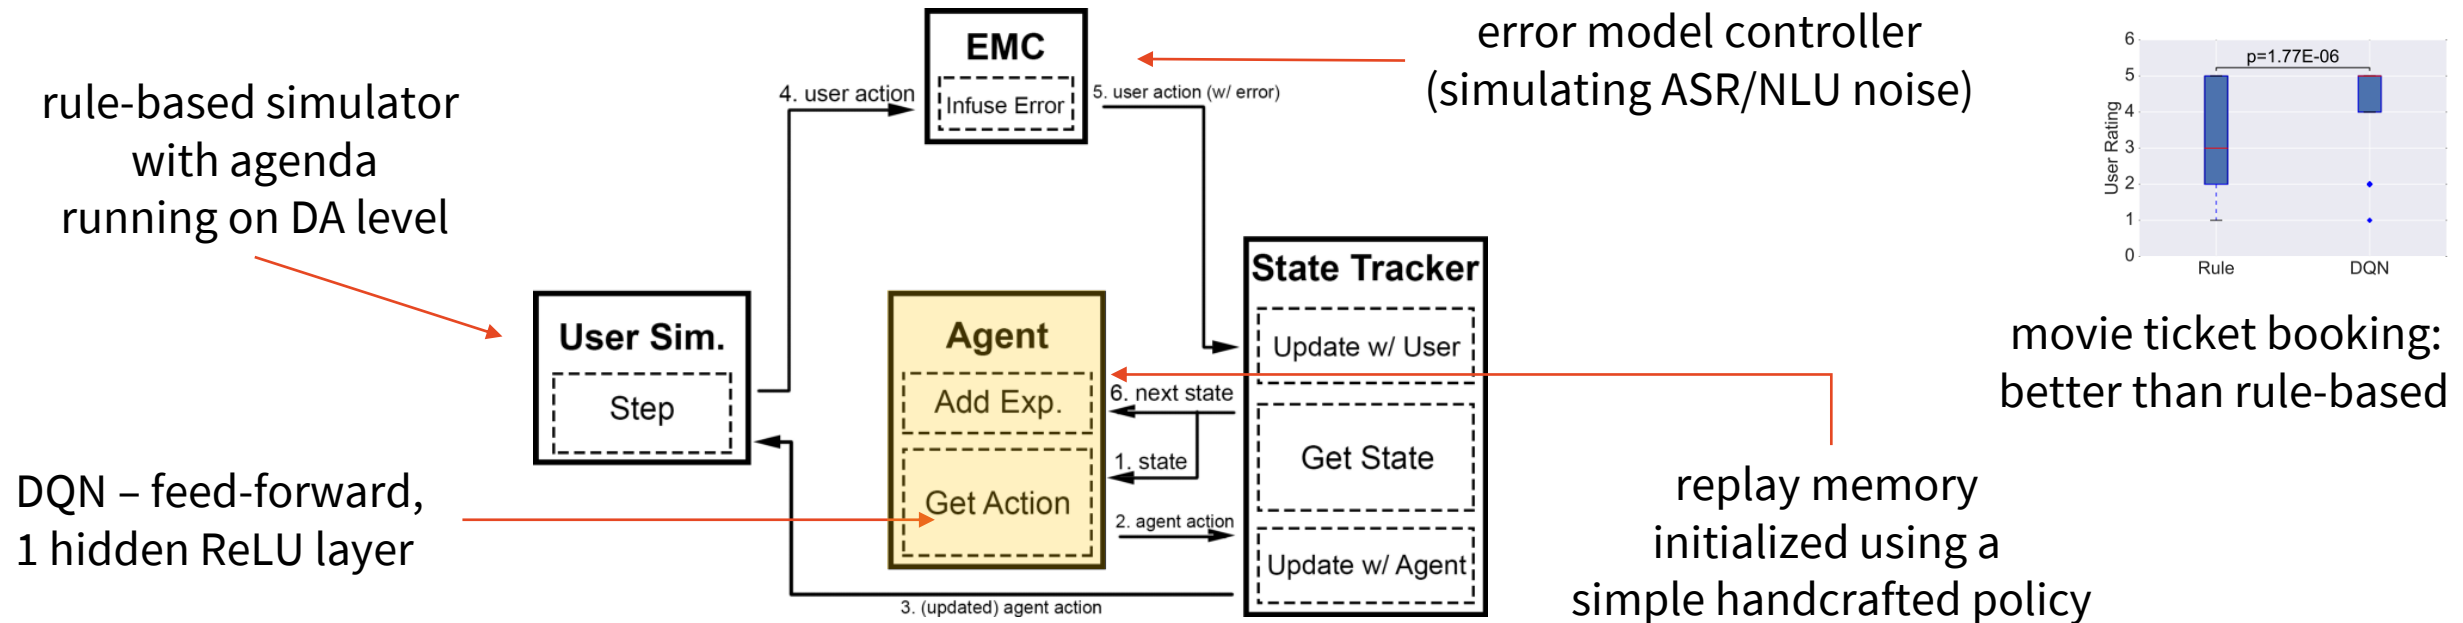 rule-based simulator
with agenda
running on DA level
DQN – feed-forward,
1 hidden ReLU layer
EMC
Infuse Error
4. user action
5. user action (w/ error)
error model controller
(simulating ASR/NLU noise)
User Sim.
Step
Agent
Add Exp.
Get Action
6. next state
1. state
2. agent action
3. (updated) agent action
State Tracker
Update w/ User
Get State
Update w/ Agent
replay memory
initialized using a
simple handcrafted policy
6
5
4
3
2
1
0
User Rating
p=1.77E-06
Rule
DQN
movie ticket booking:
better than rule-based